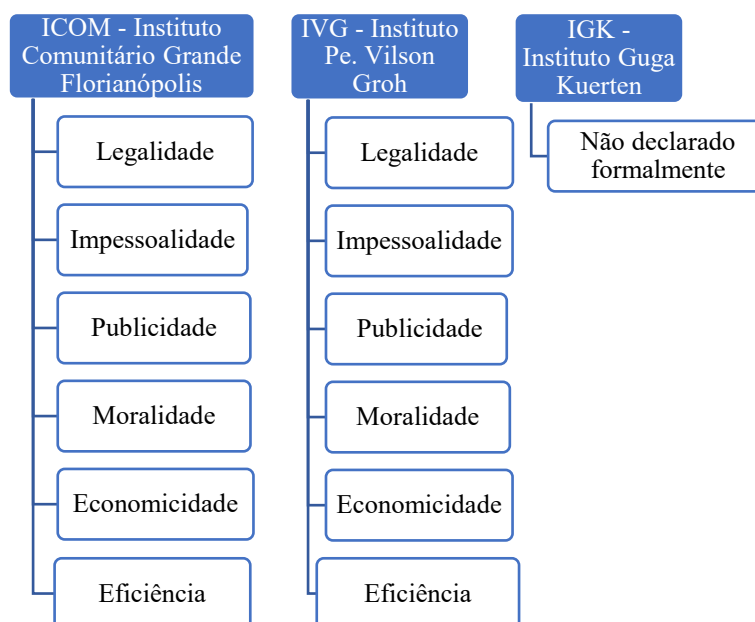 ICOM - Instituto
Comunitário Grande
Florianópolis
Legalidade
Impessoalidade
Publicidade
Moralidade
Economicidade
Eficiência
IVG - Instituto
Pe. Vilson
Groh
Legalidade
Impessoalidade
Publicidade
Moralidade
Economicidade
Eficiência
IGK -
Instituto Guga
Kuerten
Não declarado
formalmente